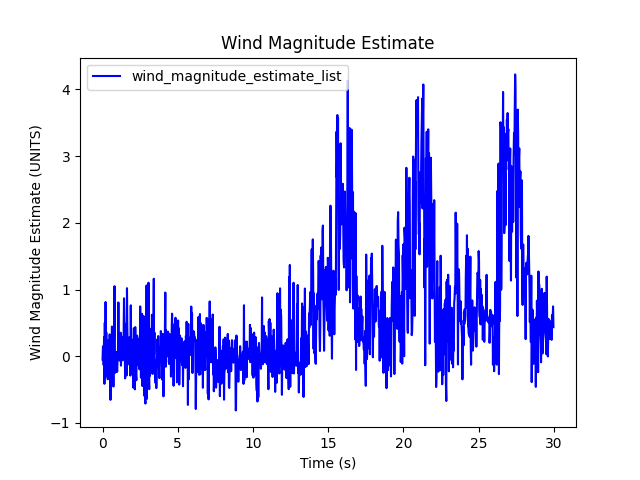 Wind Magnitude Estimate
wind_magnitude_estimate_list
Wind Magnitude Estimate (UNITS)
4
3
2
1
0
−1
0 5 10 15 20 25 30
Time (s)